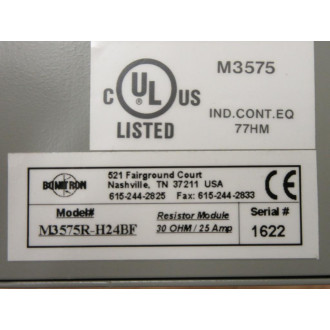 C UL US
LISTED
M3575
IND.CONT.EQ
77HM
BONITRON
521 Fairground Court
Nashville, TN 37211 USA
615-244-2825 Fax: 615-244-2833
CE
Model#
M3575R-H24BF
Resistor Module
30 OHM / 25 Amp
Serial #
1622